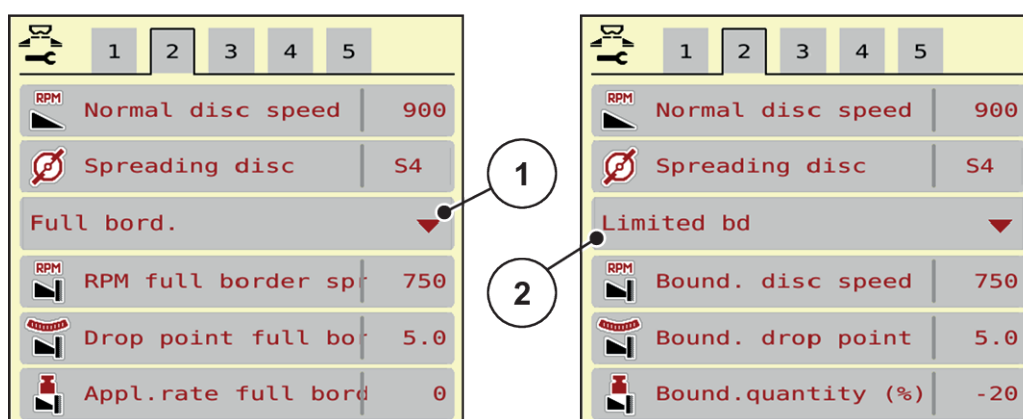 1 2 3 4 5
RPM Normal disc speed 900
Spreading disc S4
Full bord.
RPM RPM full border spr 750
Drop point full bor 5.0
Appl.rate full bord 0
1
2
1 2 3 4 5
RPM Normal disc speed 900
Spreading disc S4
Limited bd
RPM Bound. disc speed 750
Bound. drop point 5.0
Bound.quantity (%) -20